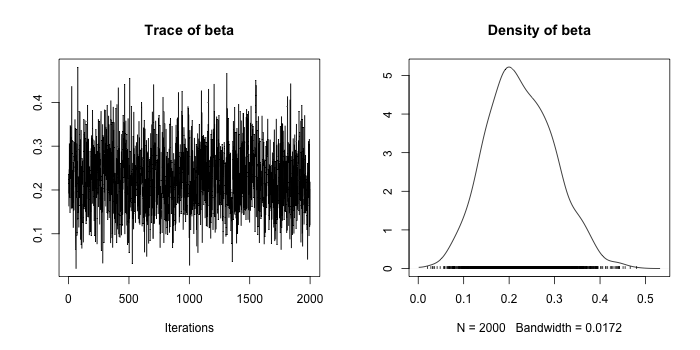 Trace of beta
0.4
0.3
0.2
0.1
0 500 1000 1500 2000
Iterations
Density of beta
5
4
3
2
1
0
0.0 0.1 0.2 0.3 0.4 0.5
N = 2000 Bandwidth = 0.0172